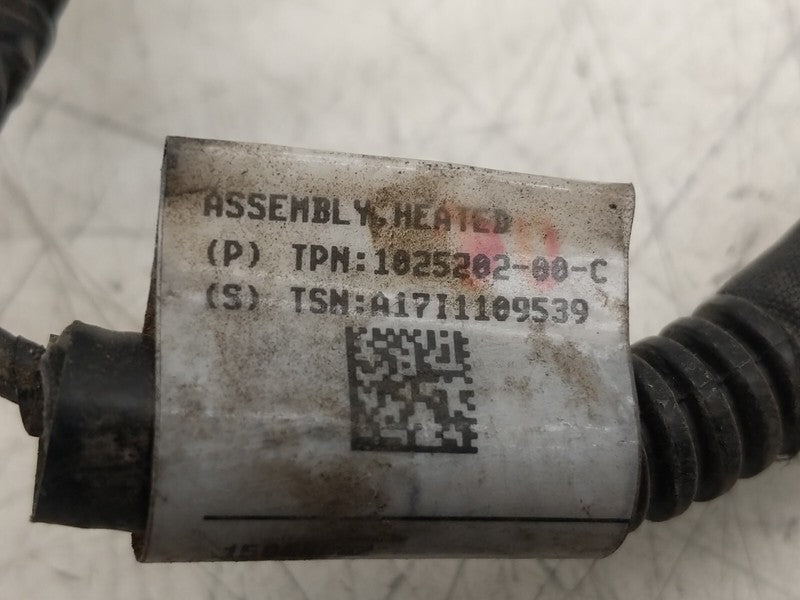 ASSEMBLY,HEATED
(P) TPN:1025202-00-C
(S) TSN:A17I1109539